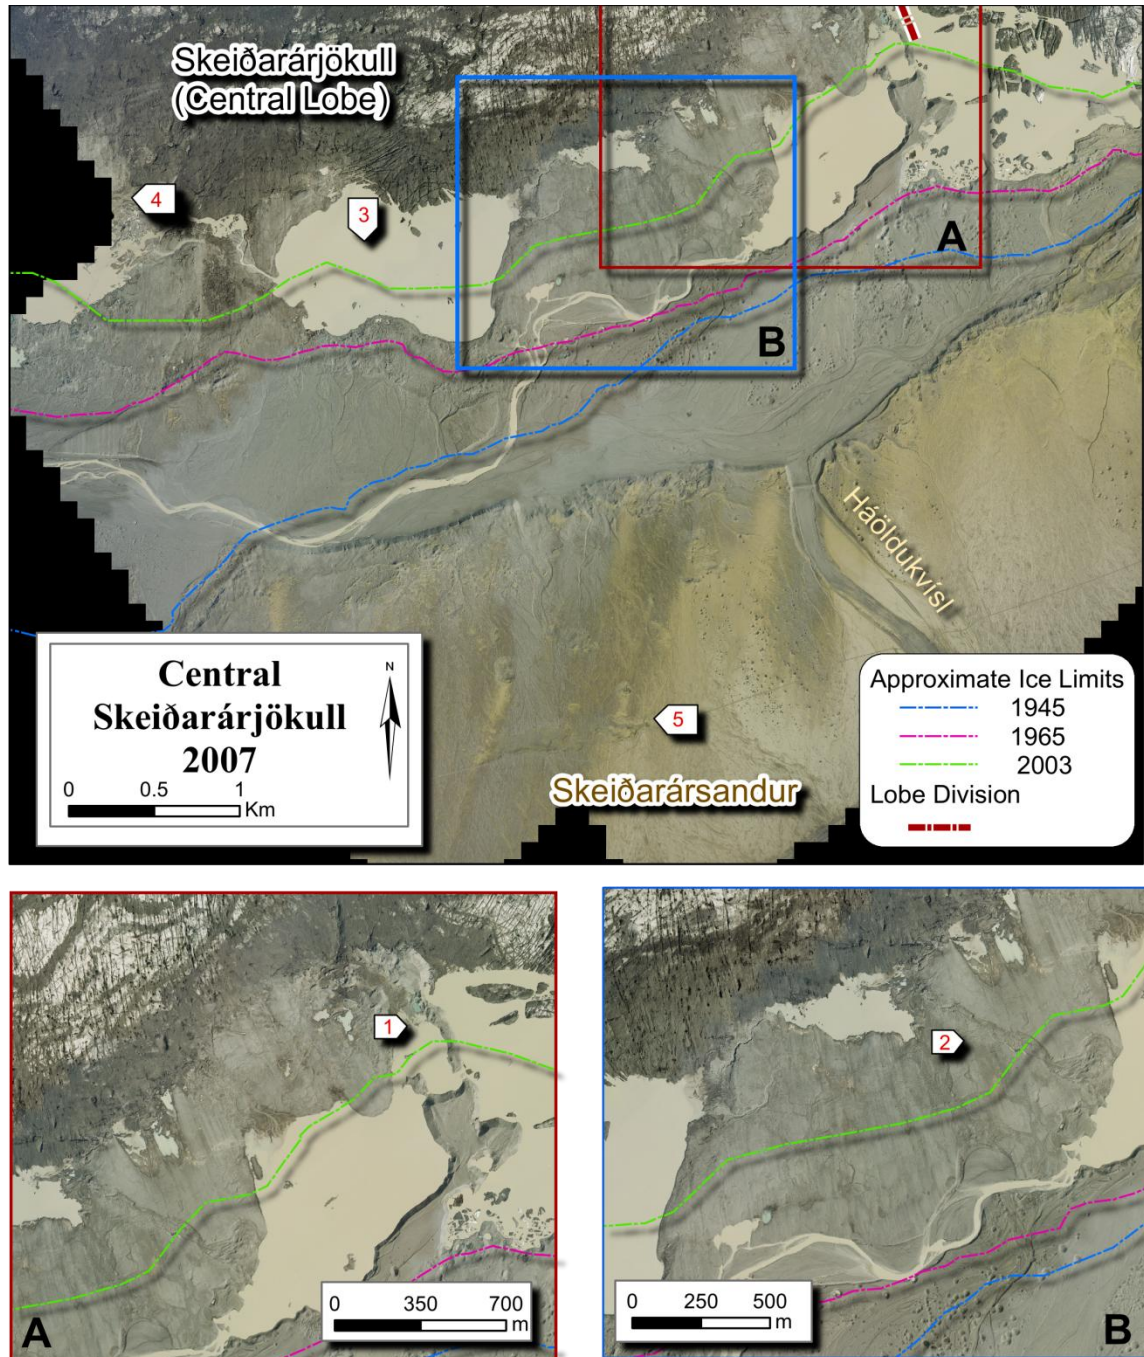 Skeiðarárjökull
(Central Lobe)
4
3
A
B
Háöldukvísl
5
Skeiðarársandur
Central
Skeiðarárjökull
2007
N
0 0.5 1
Km
Approximate Ice Limits
1945
1965
2003
Lobe Division
1
0 350 700
m
A
2
0 250 500
m
B